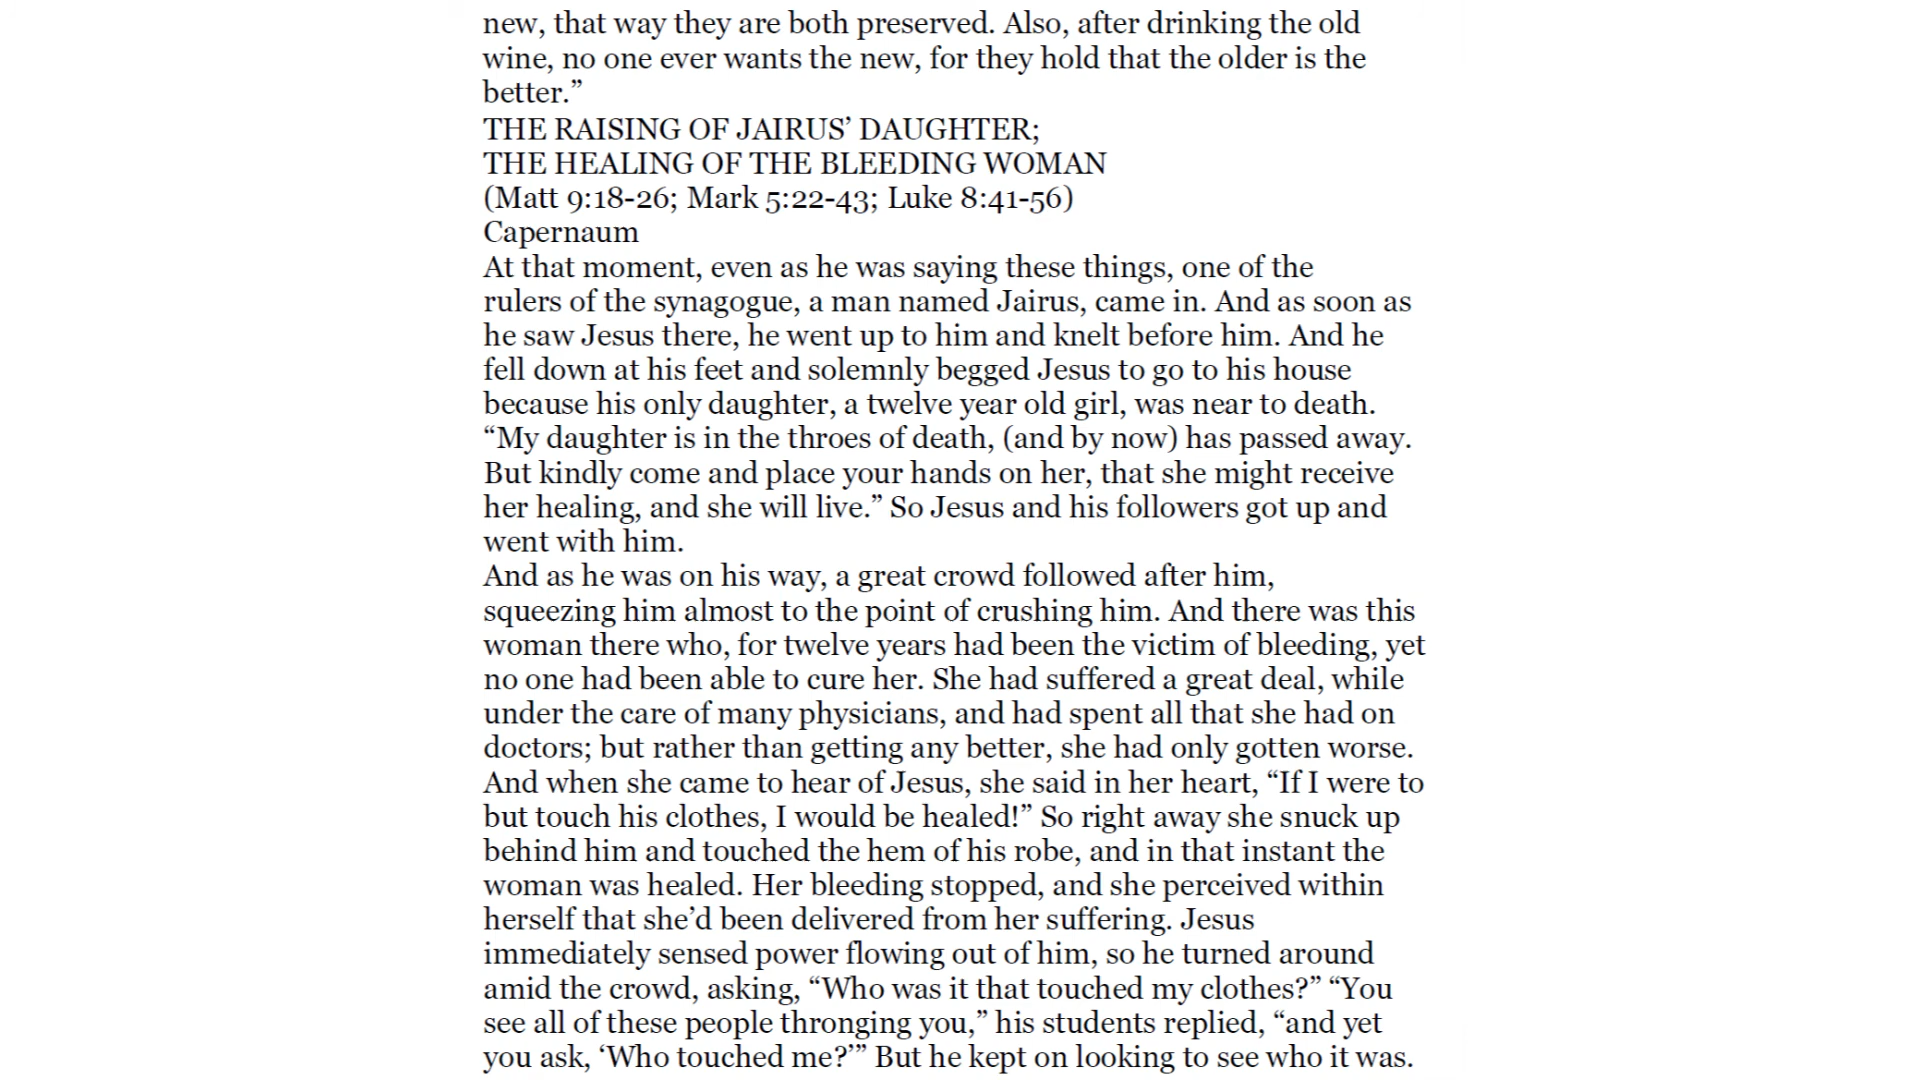 new, that way they are both preserved. Also, after drinking the old
wine, no one ever wants the new, for they hold that the older is the
better.”
THE RAISING OF JAIRUS’ DAUGHTER;
THE HEALING OF THE BLEEDING WOMAN
(Matt 9:18-26; Mark 5:22-43; Luke 8:41-56)
Capernaum
At that moment, even as he was saying these things, one of the
rulers of the synagogue, a man named Jairus, came in. And as soon as
he saw Jesus there, he went up to him and knelt before him. And he
fell down at his feet and solemnly begged Jesus to go to his house
because his only daughter, a twelve year old girl, was near to death.
“My daughter is in the throes of death, (and by now) has passed away.
But kindly come and place your hands on her, that she might receive
her healing, and she will live.” So Jesus and his followers got up and
went with him.
And as he was on his way, a great crowd followed after him,
squeezing him almost to the point of crushing him. And there was this
woman there who, for twelve years had been the victim of bleeding, yet
no one had been able to cure her. She had suffered a great deal, while
under the care of many physicians, and had spent all that she had on
doctors; but rather than getting any better, she had only gotten worse.
And when she came to hear of Jesus, she said in her heart, “If I were to
but touch his clothes, I would be healed!” So right away she snuck up
behind him and touched the hem of his robe, and in that instant the
woman was healed. Her bleeding stopped, and she perceived within
herself that she’d been delivered from her suffering. Jesus
immediately sensed power flowing out of him, so he turned around
amid the crowd, asking, “Who was it that touched my clothes?” “You
see all of these people thronging you,” his students replied, “and yet
you ask, ‘Who touched me?’” But he kept on looking to see who it was.